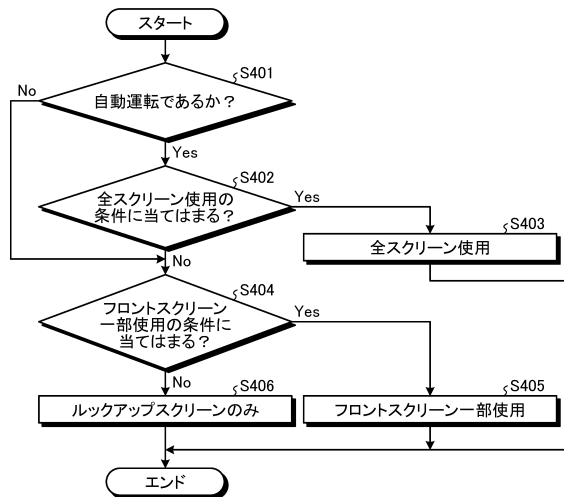 スタート
S401
自動運転であるか？
No
Yes
S402
全スクリーン使用の
条件に当てはまる？
Yes
S403
全スクリーン使用
No
S404
フロントスクリーン
一部使用の条件に
当てはまる？
Yes
No
S406
ルックアップスクリーンのみ
S405
フロントスクリーン一部使用
エンド